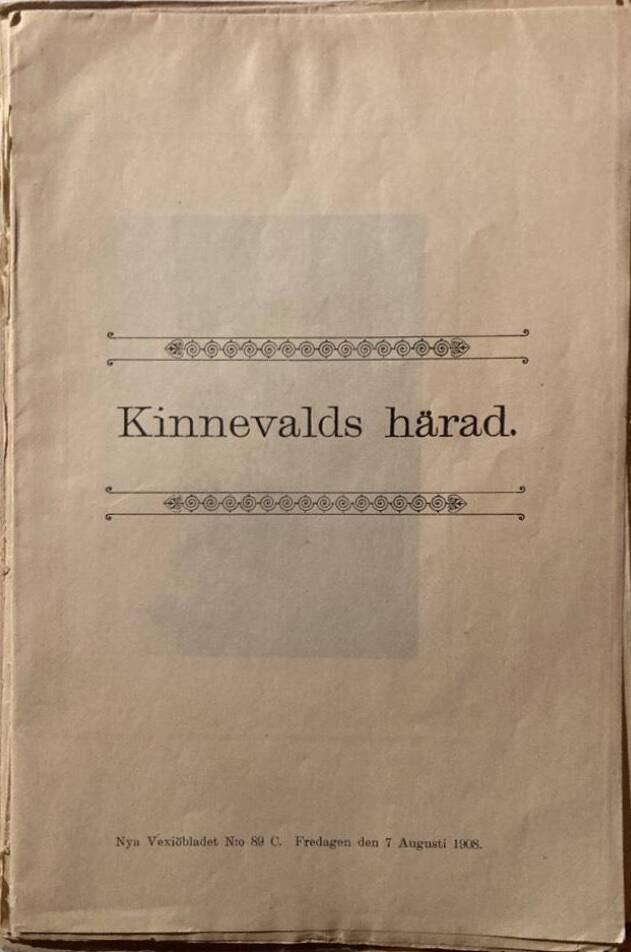 Kinnevalds härad.
Nya Vexiöbladet N:o 89 C. Fredagen den 7 Augusti 1908.